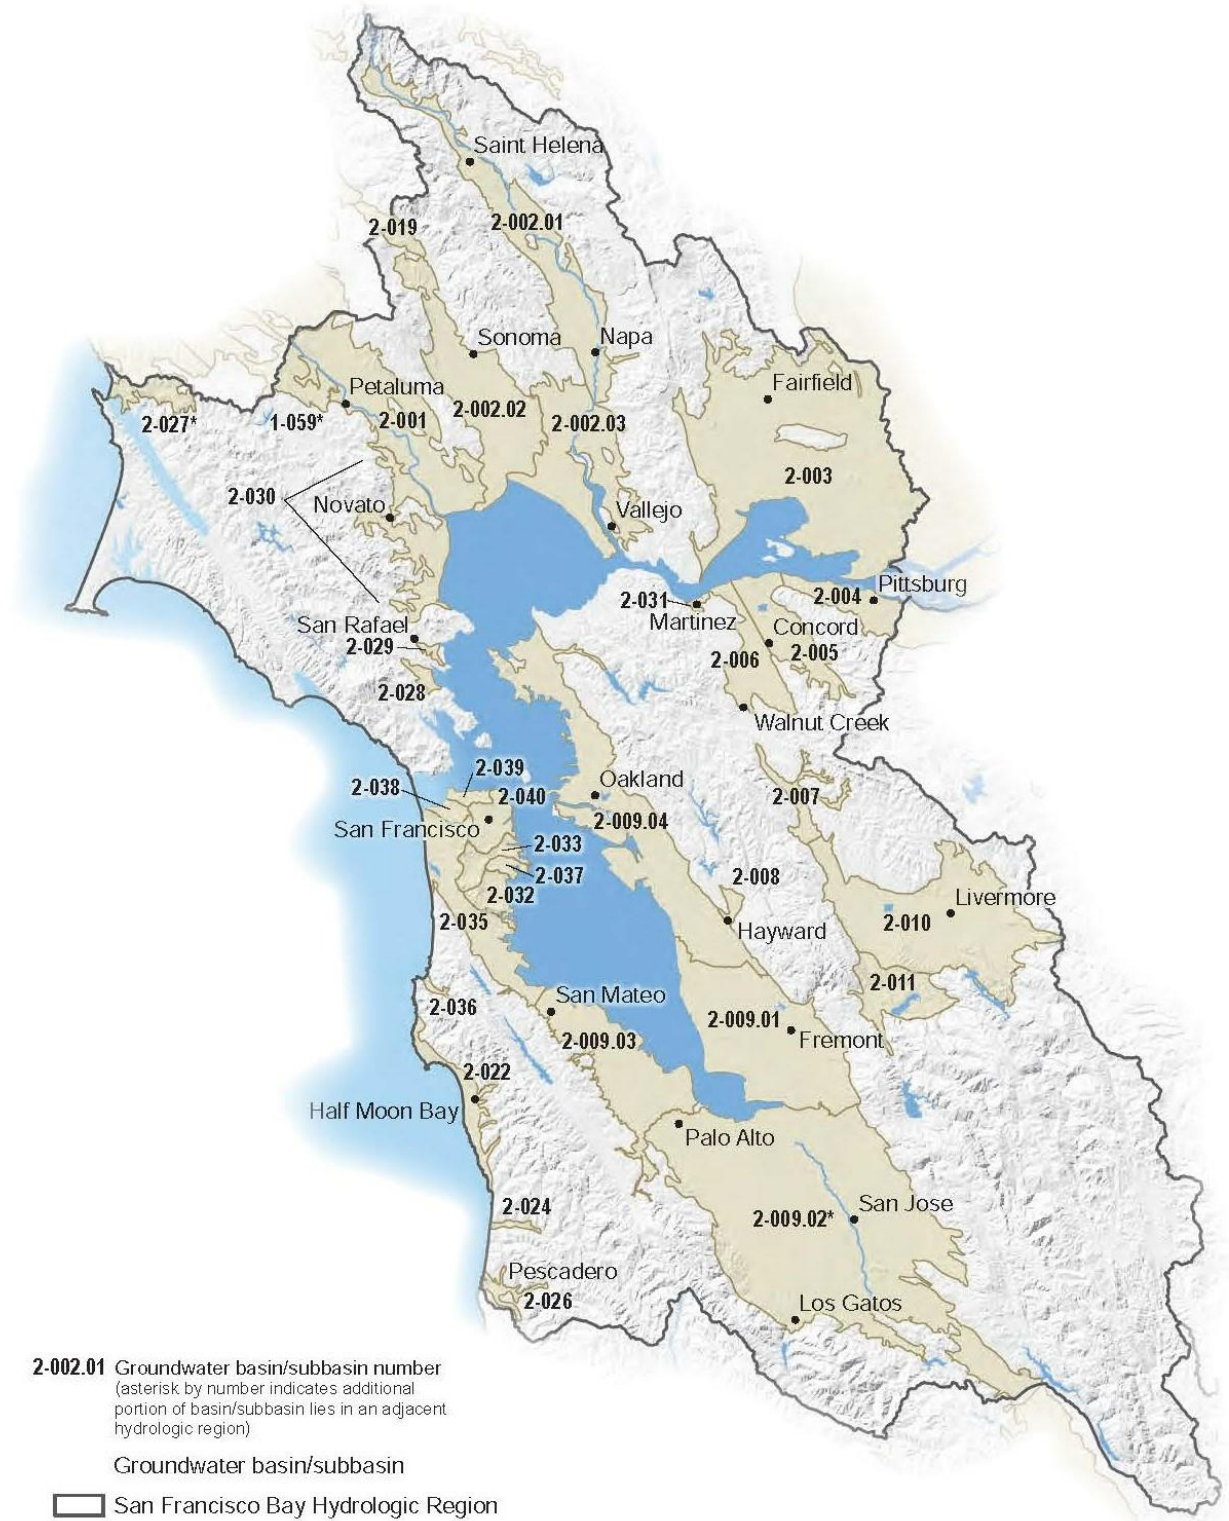 Saint Helena
2-019
2-002.01
Sonoma
Napa
Petaluma
Fairfield
2-027*
1-059*
2-001
2-002.02
2-002.03
2-003
2-030
Novato
Vallejo
Pittsburg
2-031
2-004
San Rafael
Martinez
Concord
2-029
2-006
2-005
2-028
Walnut Creek
2-039
2-038
2-040
Oakland
2-007
San Francisco
2-009.04
2-033
2-037
2-008
2-032
Livermore
2-035
Hayward
2-010
2-011
San Mateo
2-036
2-009.01
Fremont
2-009.03
2-022
Half Moon Bay
Palo Alto
2-024
San Jose
2-009.02*
Pescadero
2-026
Los Gatos
2-002.01 Groundwater basin/subbasin number
(asterisk by number indicates additional
portion of basin/subbasin lies in an adjacent
hydrologic region)
Groundwater basin/subbasin
San Francisco Bay Hydrologic Region